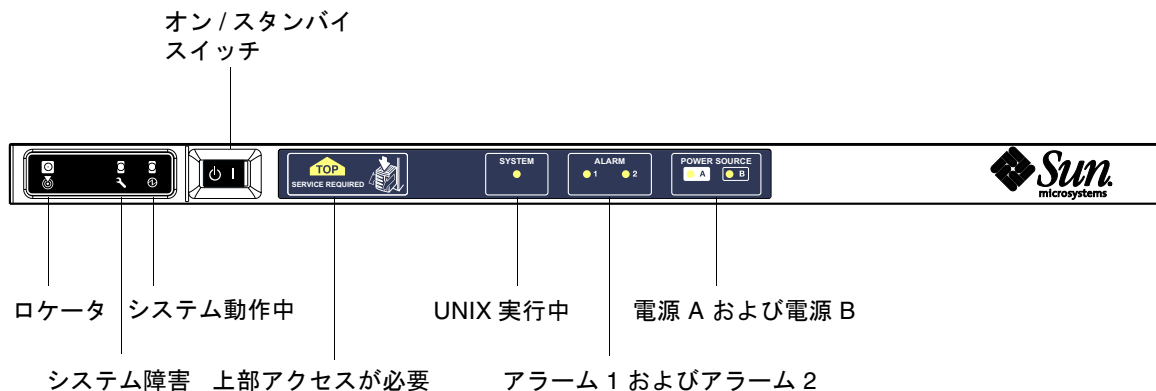 オン / スタンバイ
スイッチ
TOP
SERVICE REQUIRED
SYSTEM
ALARM
1 2
POWER SOURCE
A B
Sun.
microsystems
ロケータ システム動作中 UNIX 実行中 電源 A および電源 B
システム障害 上部アクセスが必要 アラーム 1 およびアラーム 2